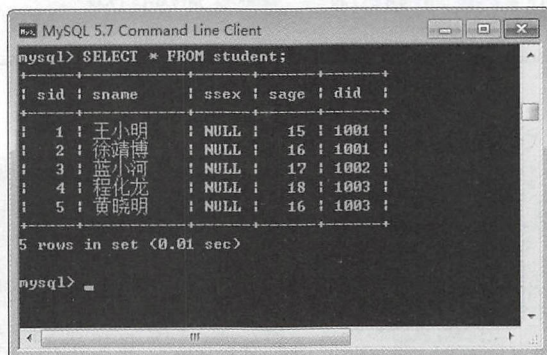 MySQL 5.7 Command Line Client
mysql> SELECT * FROM student;
sid | sname | ssex | sage | did
1 | 王小明 | NULL | 15 | 1001
2 | 徐靖博 | NULL | 16 | 1001
3 | 蓝小河 | NULL | 17 | 1002
4 | 程化龙 | NULL | 18 | 1003
5 | 黄晓明 | NULL | 16 | 1003
5 rows in set (0.01 sec)
mysql>